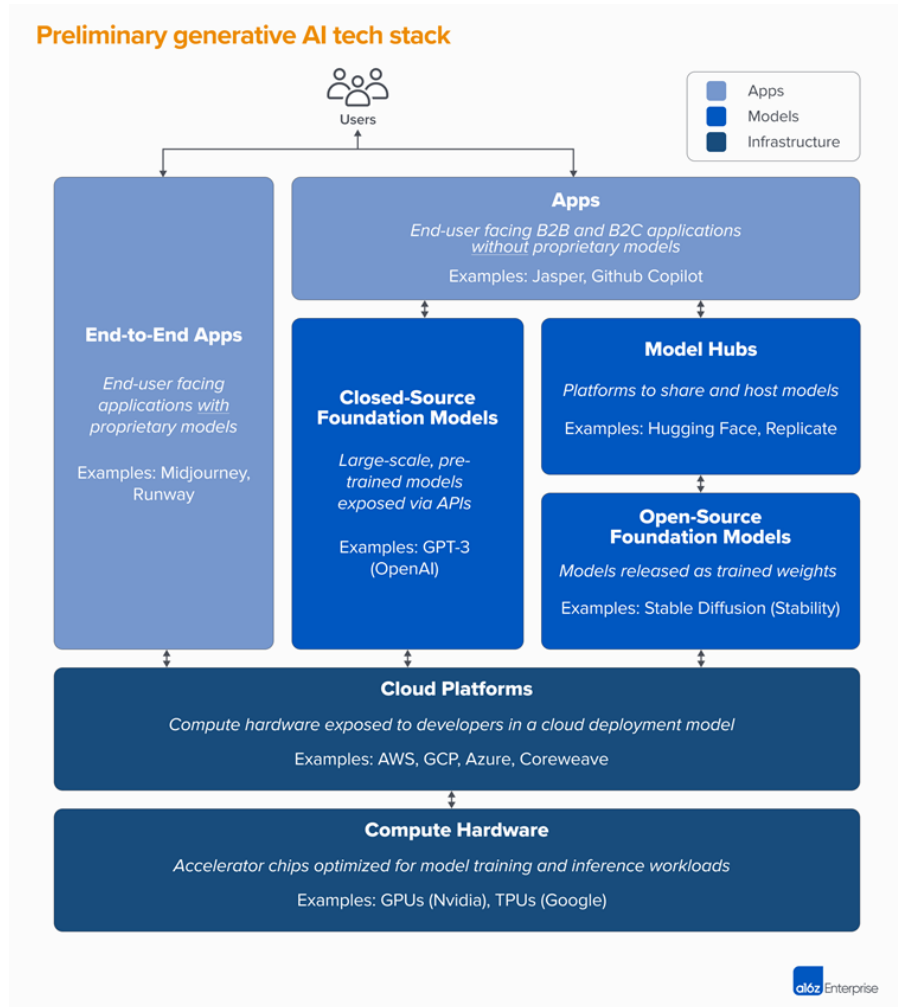 Preliminary generative AI tech stack
Users
Apps
Models
Infrastructure
Apps
End-user facing B2B and B2C applications
without proprietary models
Examples: Jasper, Github Copilot
End-to-End Apps
End-user facing
applications with
proprietary models
Examples: Midjourney,
Runway
Closed-Source
Foundation Models
Large-scale, pre-
trained models
exposed via APIs
Examples: GPT-3
(OpenAI)
Model Hubs
Platforms to share and host models
Examples: Hugging Face, Replicate
Open-Source
Foundation Models
Models released as trained weights
Examples: Stable Diffusion (Stability)
Cloud Platforms
Compute hardware exposed to developers in a cloud deployment model
Examples: AWS, GCP, Azure, Coreweave
Compute Hardware
Accelerator chips optimized for model training and inference workloads
Examples: GPUs (Nvidia), TPUs (Google)
a16z Enterprise